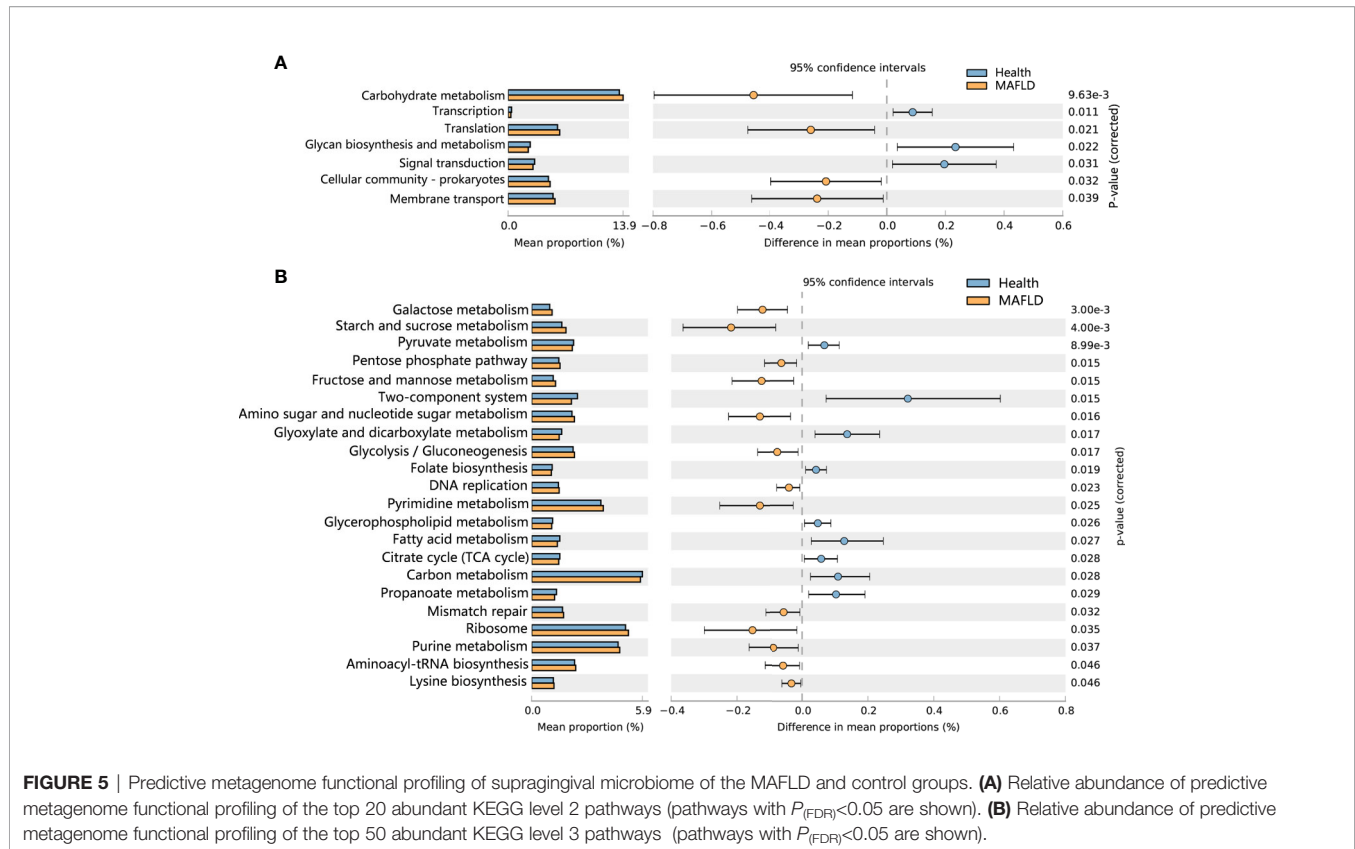 A
95% confidence intervals
Health
MAFLD
Carbohydrate metabolism 9.63e-3
Transcription 0.011
Translation 0.021
Glycan biosynthesis and metabolism 0.022
Signal transduction 0.031
Cellular community - prokaryotes 0.032
Membrane transport 0.039
P-value (corrected)
0.0 13.9 −0.8 −0.6 −0.4 −0.2 0.0 0.2 0.4 0.6
Mean proportion (%) Difference in mean proportions (%)
B
95% confidence intervals
Health
MAFLD
Galactose metabolism 3.00e-3
Starch and sucrose metabolism 4.00e-3
Pyruvate metabolism 8.99e-3
Pentose phosphate pathway 0.015
Fructose and mannose metabolism 0.015
Two-component system 0.015
Amino sugar and nucleotide sugar metabolism 0.016
Glyoxylate and dicarboxylate metabolism 0.017
Glycolysis / Gluconeogenesis 0.017
Folate biosynthesis 0.019
DNA replication 0.023
Pyrimidine metabolism 0.025
Glycerophospholipid metabolism 0.026
Fatty acid metabolism 0.027
Citrate cycle (TCA cycle) 0.028
Carbon metabolism 0.028
Propanoate metabolism 0.029
Mismatch repair 0.032
Ribosome 0.035
Purine metabolism 0.037
Aminoacyl-tRNA biosynthesis 0.046
Lysine biosynthesis 0.046
p-value (corrected)
0.0 5.9 −0.4 −0.2 0.0 0.2 0.4 0.6 0.8
Mean proportion (%) Difference in mean proportions (%)
FIGURE 5 | Predictive metagenome functional profiling of supragingival microbiome of the MAFLD and control groups. (A) Relative abundance of predictive
metagenome functional profiling of the top 20 abundant KEGG level 2 pathways (pathways with P(FDR)<0.05 are shown). (B) Relative abundance of predictive
metagenome functional profiling of the top 50 abundant KEGG level 3 pathways (pathways with P(FDR)<0.05 are shown).